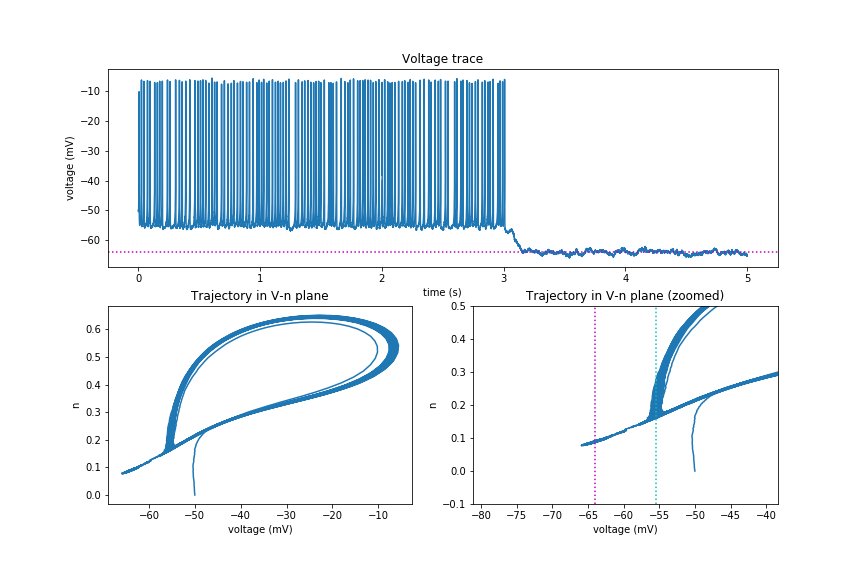 Voltage trace
−10
−20
−30
−40
−50
−60
voltage (mV)
0 1 2 3 4 5
time (s)
Trajectory in V-n plane
0.6
0.5
0.4
0.3
0.2
0.1
0.0
n
−60 −50 −40 −30 −20 −10
voltage (mV)
Trajectory in V-n plane (zoomed)
0.5
0.4
0.3
0.2
0.1
0.0
−0.1
n
−80 −75 −70 −65 −60 −55 −50 −45 −40
voltage (mV)